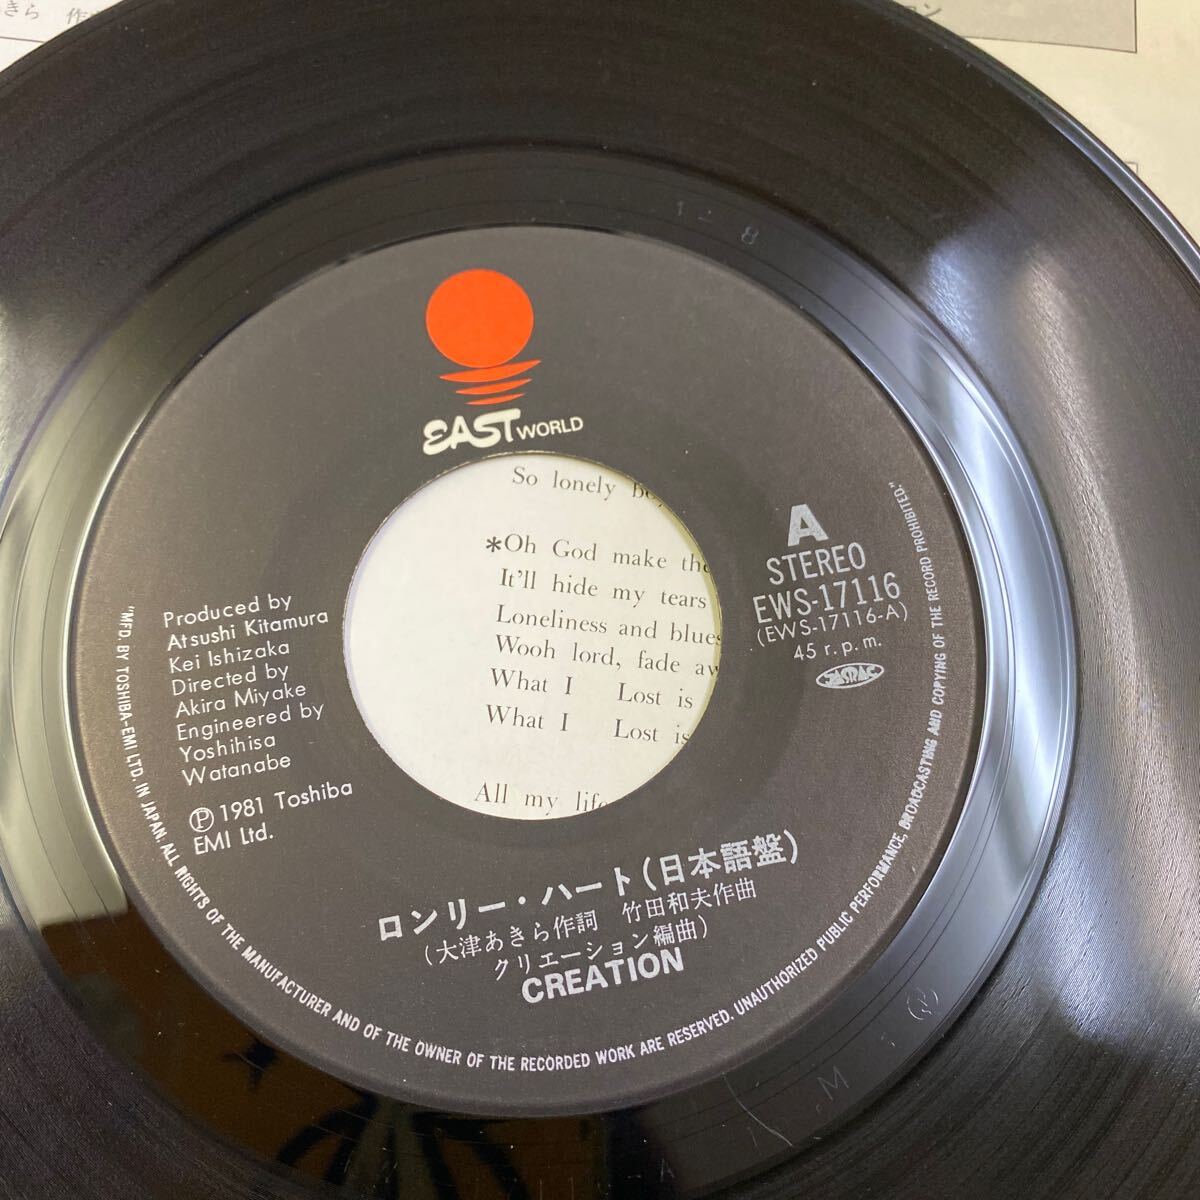 きら
ン
1-8
EAST WORLD
So lonely
*Oh God make the
It'll hide my tears
Loneliness and blues
Wooh lord, fade aw
What I Lost is
What I Lost is
All my life
A
STEREO
EWS-17116
(EWS-17116-A)
45 r.p.m.
JASRAC
Produced by
Atsushi Kitamura
Kei Ishizaka
Directed by
Akira Miyake
Engineered by
Yoshihisa
Watanabe
Ⓟ 1981 Toshiba
EMI Ltd.
ロンリー・ハート(日本語盤)
(大津あきら作詞 竹田和夫作曲
クリエーション編曲)
CREATION
"MFD. BY TOSHIBA-EMI LTD. IN JAPAN. ALL RIGHTS OF THE MANUFACTURER AND OF THE OWNER OF THE RECORDED WORK ARE RESERVED. UNAUTHORIZED PUBLIC PERFORMANCE, BROADCASTING AND COPYING OF THE RECORD PROHIBITED."